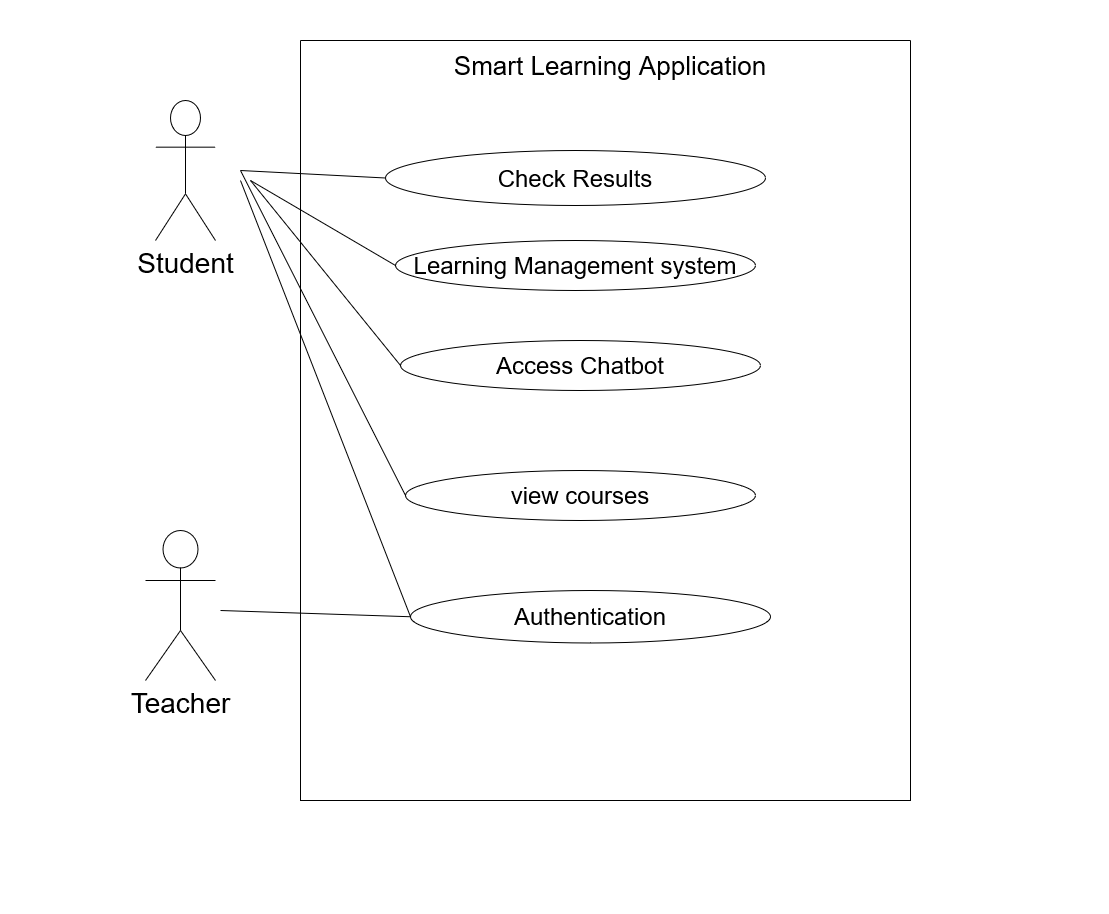 Smart Learning Application
Check Results
Student
Learning Management system
Access Chatbot
view courses
Authentication
Teacher